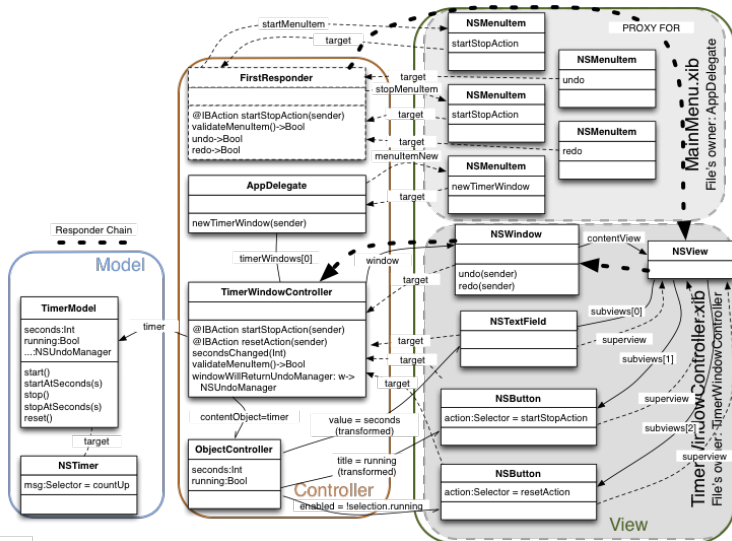 startMenuItem
target
FirstResponder
@IBAction startStopAction(sender)
validateMenuItem()->Bool
undo->Bool
redo->Bool
NSMenuItem
startStopAction
PROXY FOR
target
stopMenuItem
NSMenuItem
undo
NSMenuItem
startStopAction
target
target
NSMenuItem
redo
menuItemNew
NSMenuItem
newTimerWindow
target
MainMenu.xib
File's owner: AppDelegate
AppDelegate
newTimerWindow(sender)
timerWindows[0]
Responder Chain
Model
TimerModel
seconds:Int
running:Bool
...:NSUndoManager
start()
startAtSeconds(s)
stop()
stopAtSeconds(s)
reset()
target
NSTimer
msg:Selector = countUp
timer
TimerWindowController
@IBAction startStopAction(sender)
@IBAction resetAction(sender)
secondsChanged(Int)
validateMenuItem()->Bool
windowWillReturnUndoManager: w->
NSUndoManager
window
target
NSWindow
undo(sender)
redo(sender)
contentView
NSView
target
NSTextField
subviews[0]
superview
target
target
subviews[1]
NSButton
action:Selector = startStopAction
superview
subviews[2]
superview
NSButton
action:Selector = resetAction
contentObject=timer
ObjectController
seconds:Int
running:Bool
value = seconds
(transformed)
title = running
(transformed)
enabled = !selection.running
Controller
View
TimerWindowController.xib
File's owner: TimerWindowController